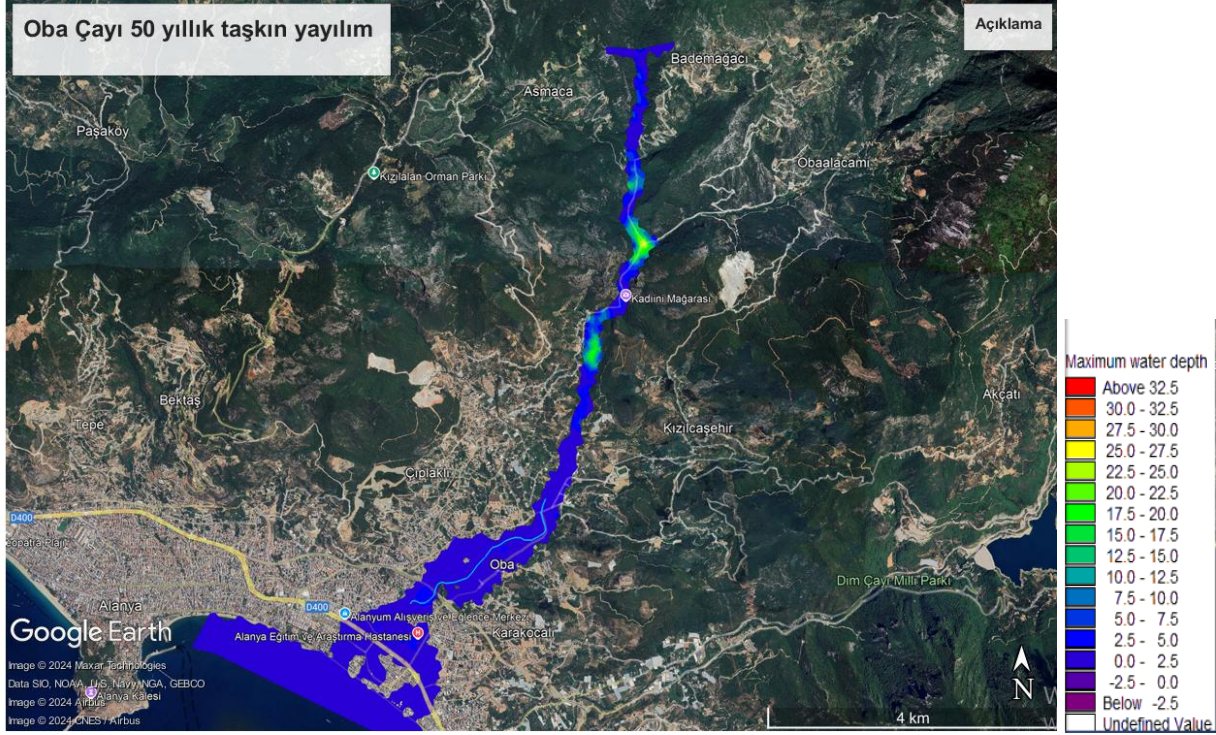 Oba Çayı 50 yıllık taşkın yayılım
Açıklama
Bademağacı
Asmaca
Paşaköy
Obaalacami
Kızılalan Orman Parkı
Kadıini Mağarası
Akçatı
Bektaş
Tepe
Kızılcaşehir
Çıplaklı
D400
eopatra Plajı
Oba
Dim Çayı Milli Parkı
Alanya
D400
Alanyum Alışveriş ve Eğlence Merkezi
Alanya Eğitim ve Araştırma Hastanesi
Karakocalı
Google Earth
Image © 2024 Maxar Technologies
Data SIO, NOAA, U.S. Navy, NGA, GEBCO
Alanya Kalesi
Image © 2024 Airbus
Image © 2024 CNES / Airbus
N
4 km
Maximum water depth
Above 32.5
30.0 - 32.5
27.5 - 30.0
25.0 - 27.5
22.5 - 25.0
20.0 - 22.5
17.5 - 20.0
15.0 - 17.5
12.5 - 15.0
10.0 - 12.5
7.5 - 10.0
5.0 - 7.5
2.5 - 5.0
0.0 - 2.5
-2.5 - 0.0
Below -2.5
Undefined Value